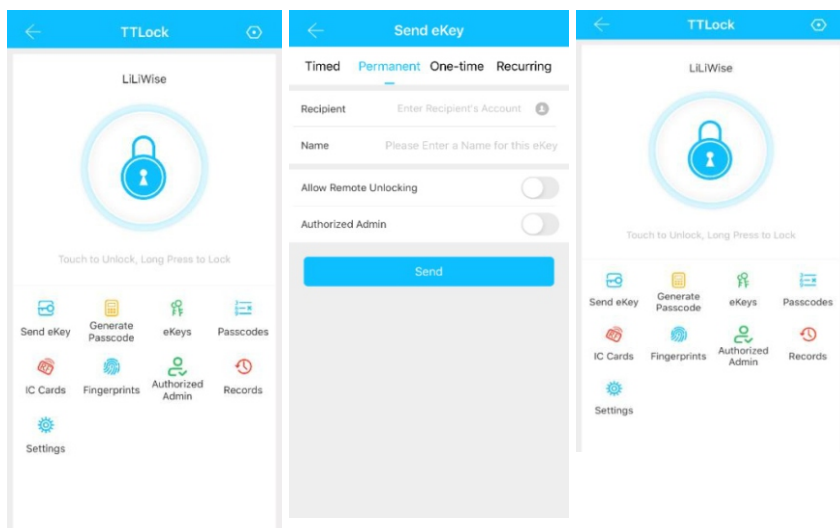 TTLock
LiLiWise
Touch to Unlock, Long Press to Lock
Send eKey
Generate
Passcode
eKeys
Passcodes
IC Cards
Fingerprints
Authorized
Admin
Records
Settings
Send eKey
Timed
Permanent
One-time
Recurring
Recipient
Enter Recipient's Account
Name
Please Enter a Name for this eKey
Allow Remote Unlocking
Authorized Admin
Send
TTLock
LiLiWise
Touch to Unlock, Long Press to Lock
Send eKey
Generate
Passcode
eKeys
Passcodes
IC Cards
Fingerprints
Authorized
Admin
Records
Settings